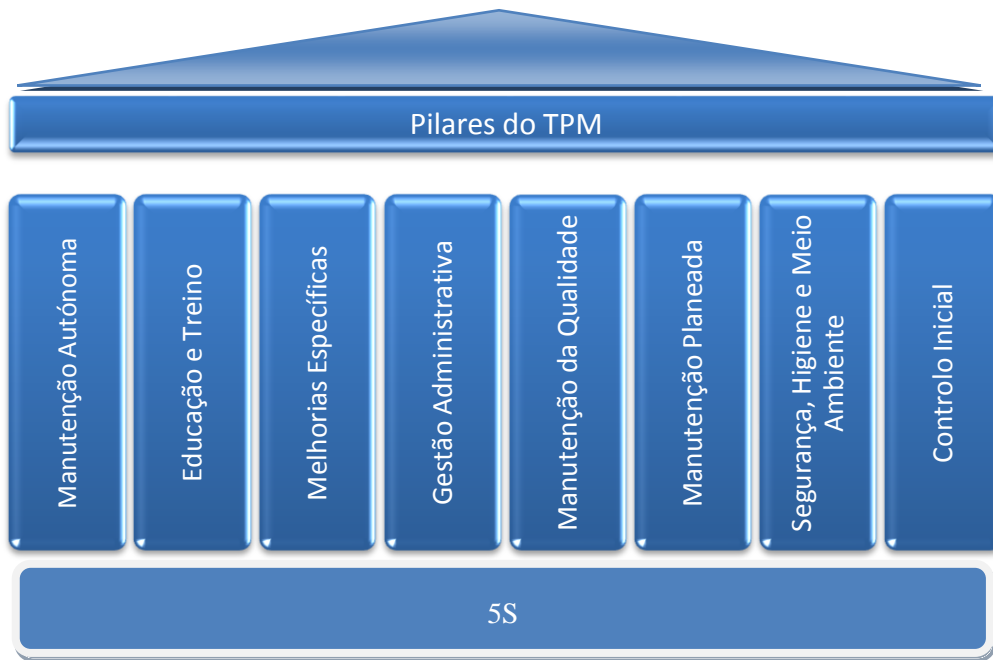 Pilares do TPM
Manutenção Autónoma
Educação e Treino
Melhorias Específicas
Gestão Administrativa
Manutenção da Qualidade
Manutenção Planeada
Segurança, Higiene e Meio
Ambiente
Controlo Inicial
5S